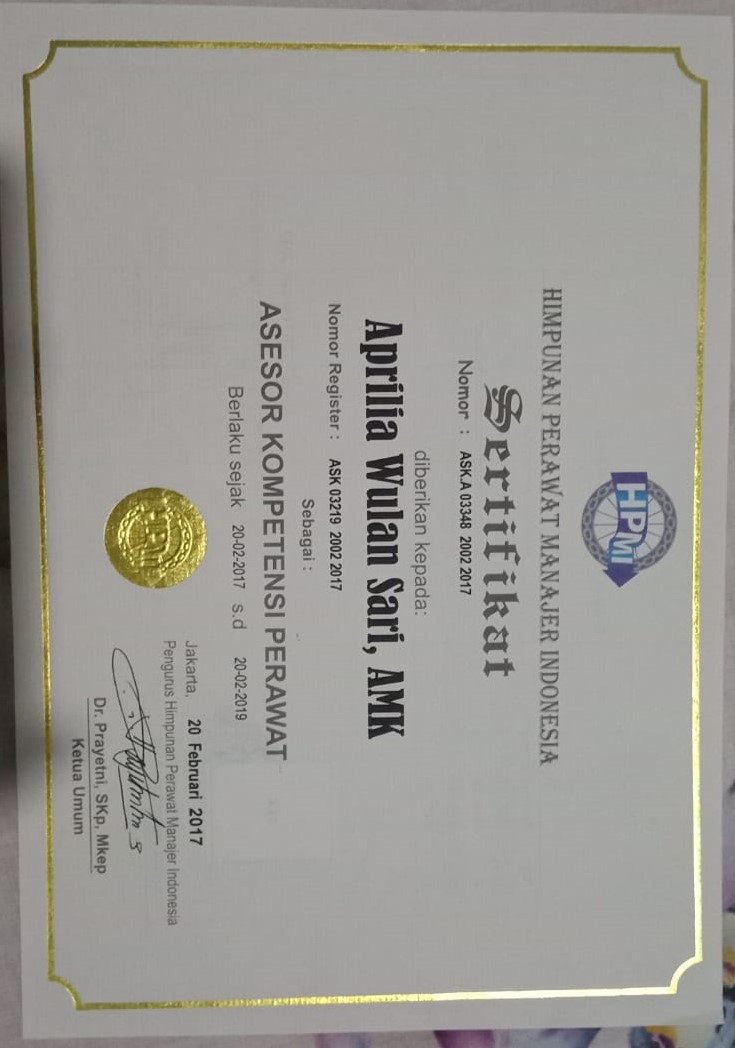 HPMI
HIMPUNAN PERAWAT MANAJER INDONESIA
Sertifikat
Nomor : ASK.A 03348 2002 2017
diberikan kepada:
Aprilia Wulan Sari, AMK
Nomor Register : ASK 03219 2002 2017
Sebagai :
ASESOR KOMPETENSI PERAWAT
Berlaku sejak 20-02-2017 s.d 20-02-2019
HPMI
Jakarta, 20 Februari 2017
Pengurus Himpunan Perawat Manajer Indonesia
Dr. Prayetni, SKp, Mkep
Ketua Umum